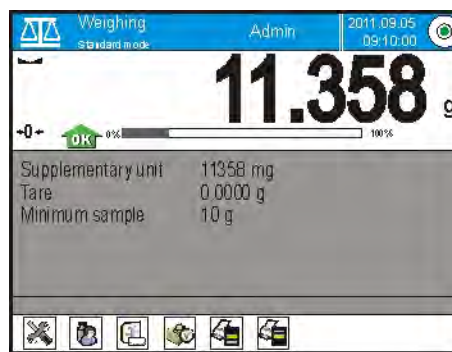 Weighing
Standard mode
Admin
2011.09.05
09:10:00
11.358 g
→0←
OK 0% 100%
Supplementary unit 11358 mg
Tare 0.0000 g
Minimum sample 10 g